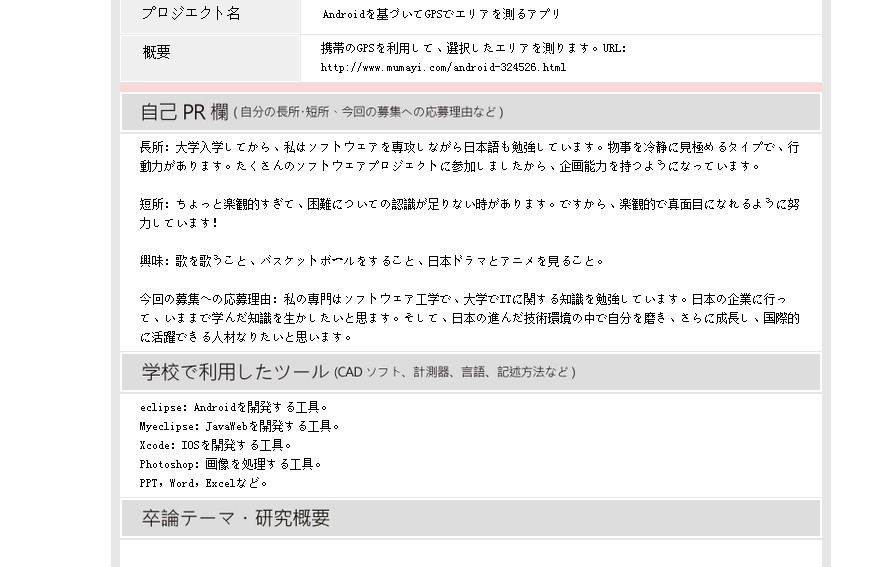 プロジェクト名 Androidを基づいてGPSでエリアを測るアプリ
概要 携帯のGPSを利用して、選択したエリアを測ります。URL:
http://www.mumayi.com/android-324526.html
自己 PR 欄 ( 自分の長所･短所、今回の募集への応募理由など )
長所: 大学入学してから、私はソフトウエアを専攻しながら日本語も勉強しています。物事を冷静に見極めるタイプで、行
動力があります。たくさんのソフトウエアプロジェクトに参加しましたから、企画能力を持つようになっています。
短所: ちょっと楽観的すぎて、困難についての認識が足りない時があります。ですから、楽観的で真面目になれるように努
力しています!
興味: 歌を歌うこと、バスケットボールをすること、日本ドラマとアニメを見ること。
今回の募集への応募理由: 私の専門はソフトウエア工学で、大学でITに関する知識を勉強しています。日本の企業に行っ
て、いままで学んだ知識を生かしたいと思ます。そして、日本の進んだ技術環境の中で自分を磨き、さらに成長し、国際的
に活躍できる人材なりたいと思います。
学校で利用したツール (CAD ソフト、計測器、言語、記述方法など )
eclipse: Androidを開発する工具。
Myeclipse: JavaWebを開発する工具。
Xcode: IOSを開発する工具。
Photoshop: 画像を処理する工具。
PPT, Word, Excelなど。
卒論テーマ・研究概要